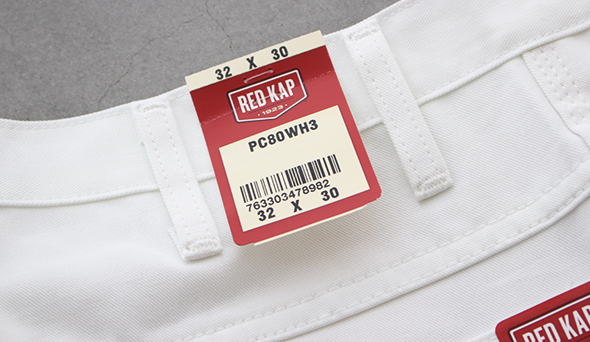 32 X 30
RED KAP
· 1923 ·
PC80WH3
763303478982
32 X 30
RED KAP